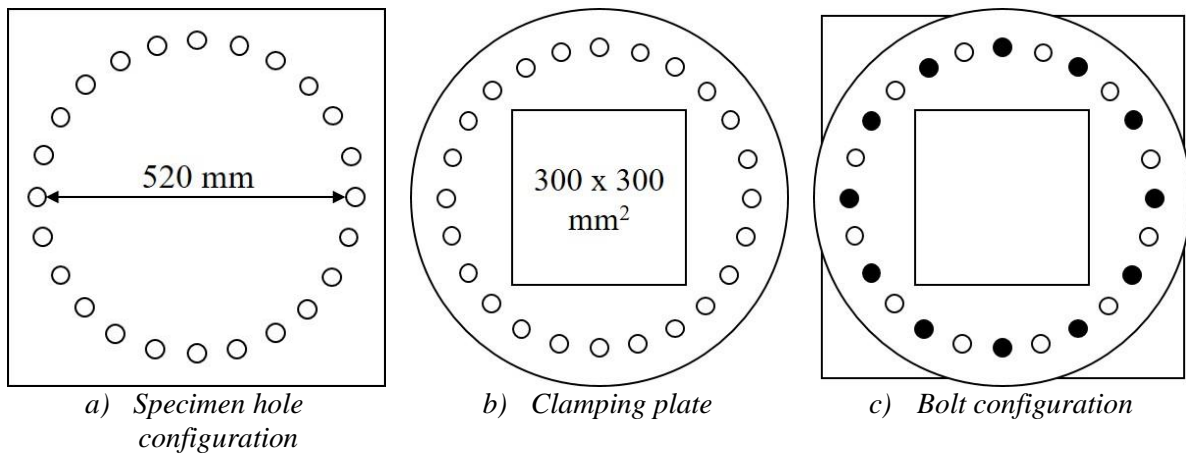 520 mm
300 x 300
mm²
a) Specimen hole
configuration
b) Clamping plate
c) Bolt configuration